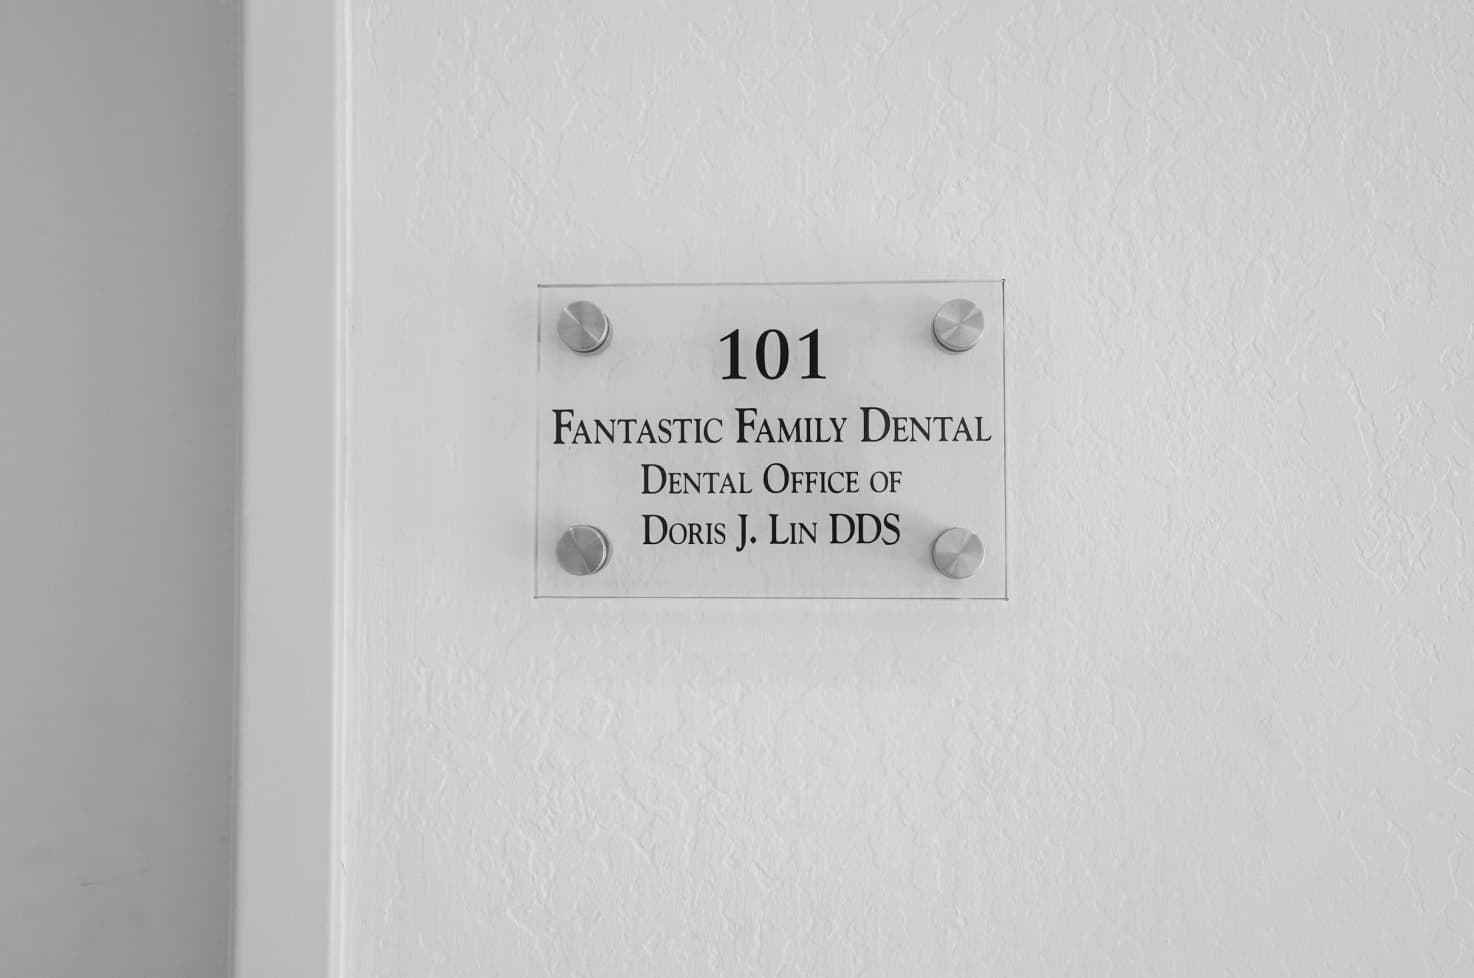 101
Fantastic Family Dental
Dental Office of
Doris J. Lin DDS